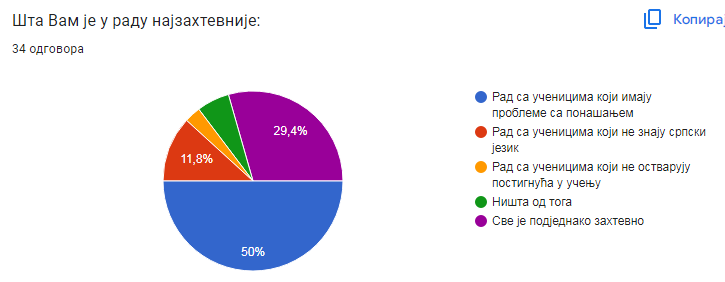 Шта Вам је у раду најзахтевније:
Копирај
34 одговора
29,4%
11,8%
50%
Рад са ученицима који имају
проблеме са понашањем
Рад са ученицима који не знају српски
језик
Рад са ученицима који не остварују
постигнућа у учењу
Ништа од тога
Све је подједнако захтевно